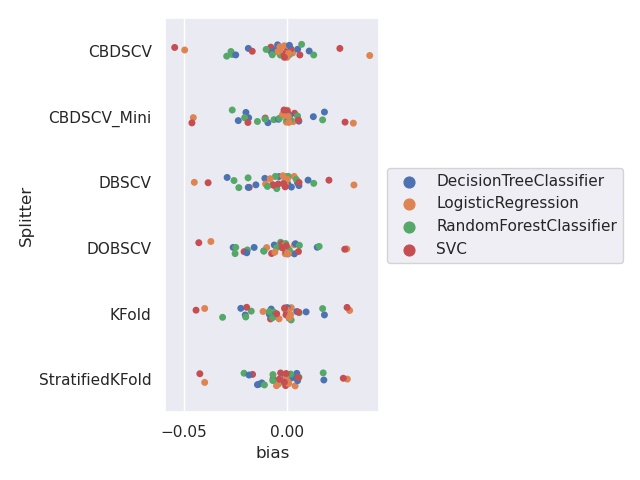 CBDSCV
CBDSCV_Mini
DBSCV
DOBSCV
KFold
StratifiedKFold
Splitter
−0.05 0.00
bias
DecisionTreeClassifier
LogisticRegression
RandomForestClassifier
SVC